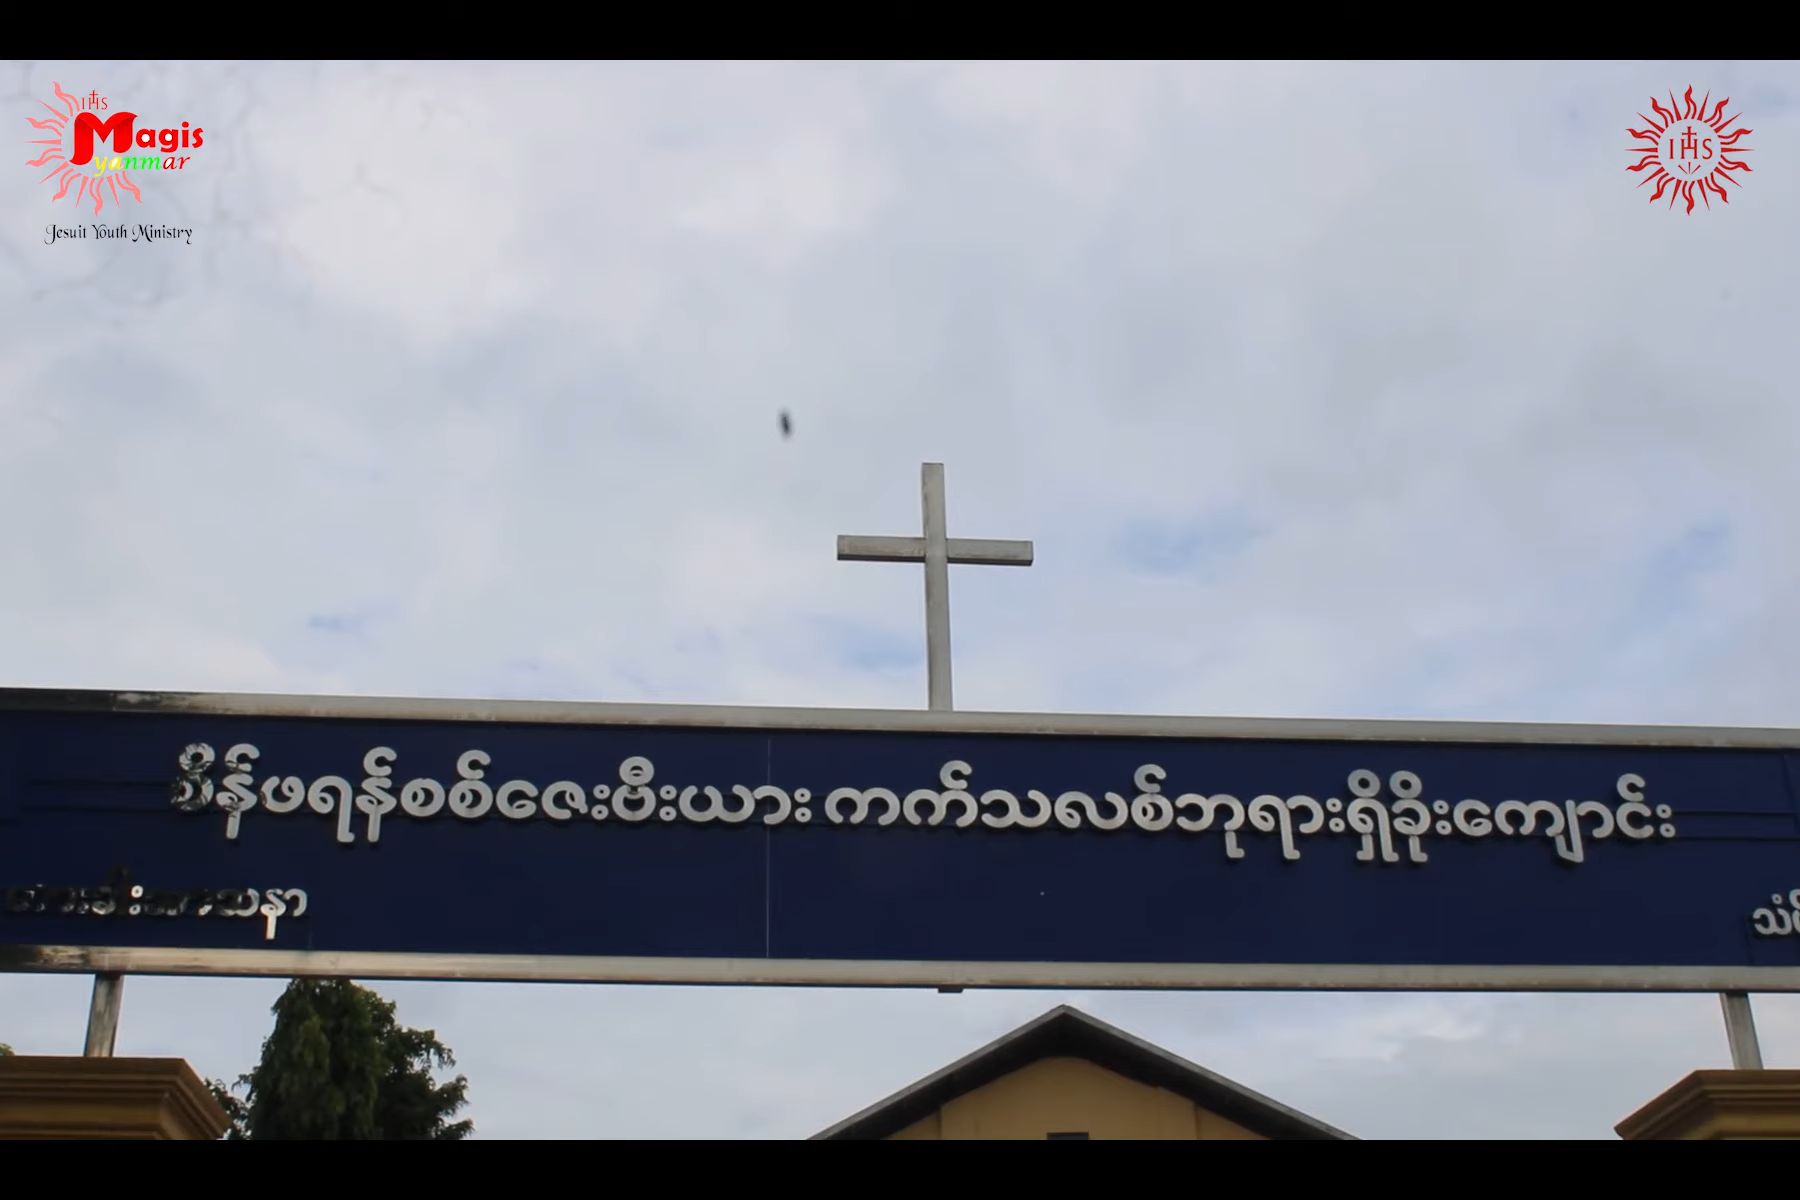 IHS
Magis
yanmar
Jesuit Youth Ministry
IHS
စိန်ဖရန်စစ်ဇေးဗီးယား ကက်သလစ်ဘုရားရှိခိုးကျောင်း